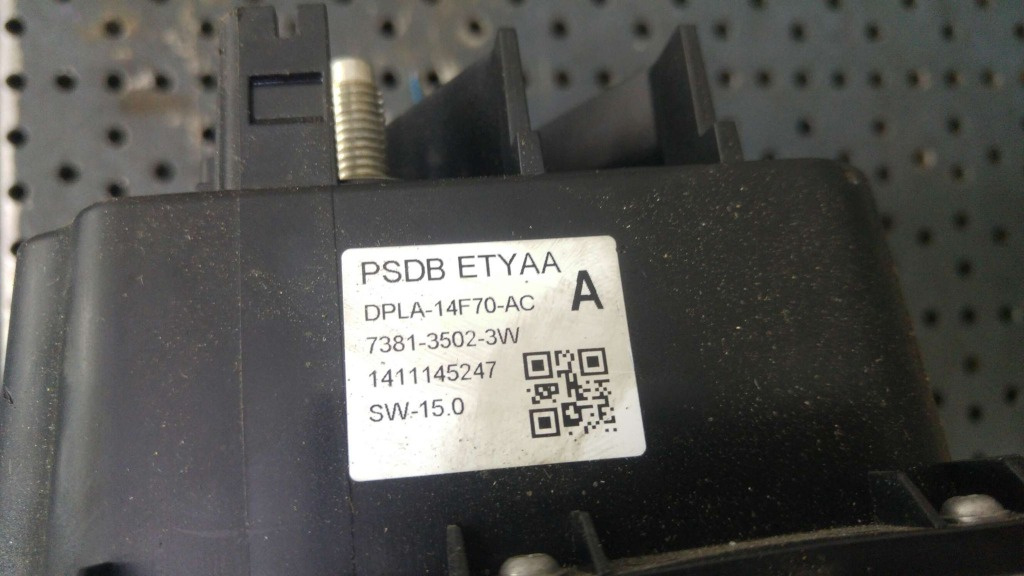 PSDB ETYAA
A
DPLA-14F70-AC
7381-3502-3W
1411145247
SW-15.0